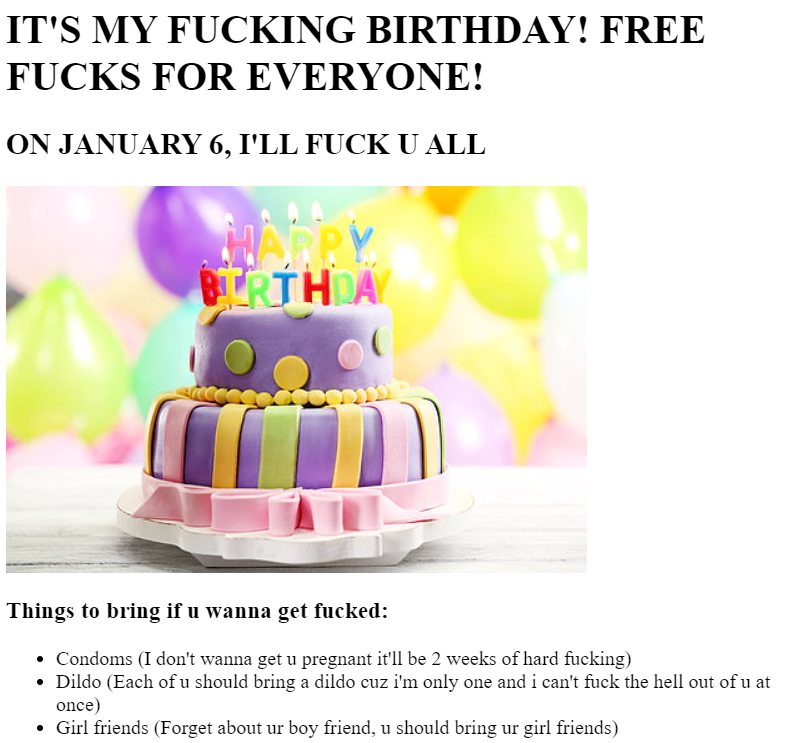 IT'S MY FUCKING BIRTHDAY! FREE
FUCKS FOR EVERYONE!
ON JANUARY 6, I'LL FUCK U ALL
HAPPY
BIRTHDAY
Things to bring if u wanna get fucked:
• Condoms (I don't wanna get u pregnant it'll be 2 weeks of hard fucking)
• Dildo (Each of u should bring a dildo cuz i'm only one and i can't fuck the hell out of u at
once)
• Girl friends (Forget about ur boy friend, u should bring ur girl friends)